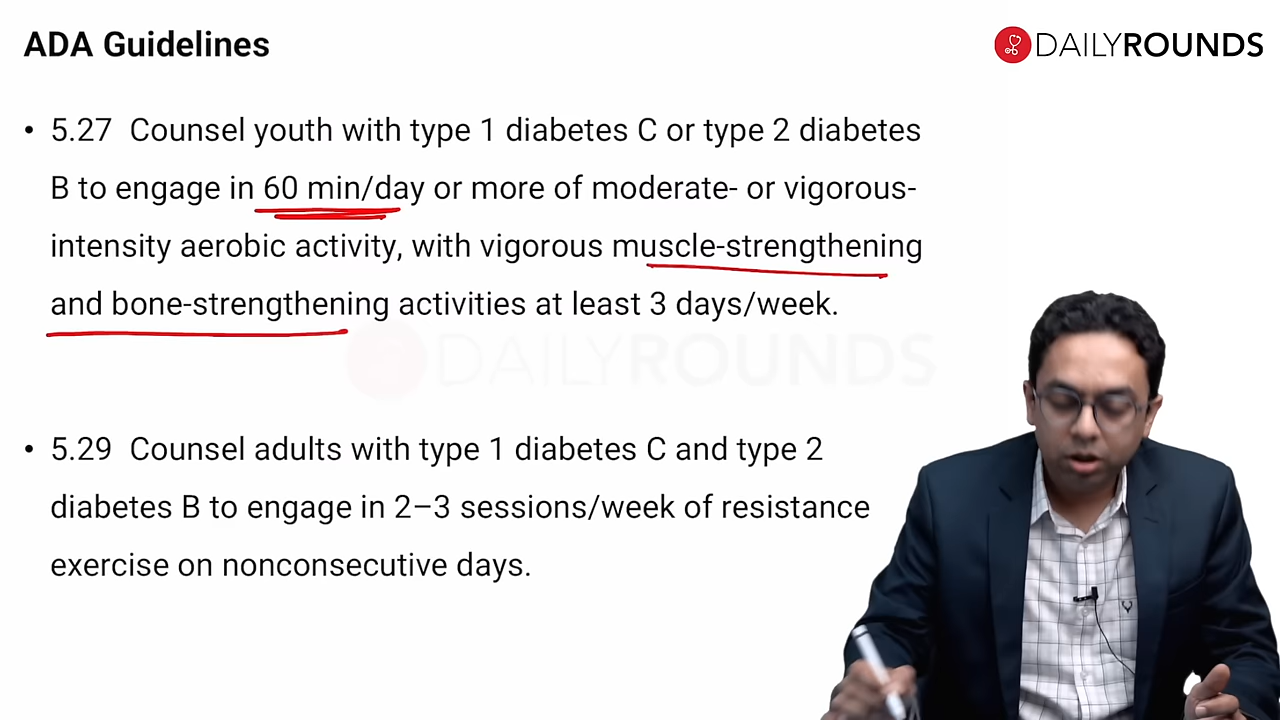 ADA Guidelines
DAILYROUNDS
• 5.27 Counsel youth with type 1 diabetes C or type 2 diabetes
B to engage in 60 min/day or more of moderate- or vigorous-
intensity aerobic activity, with vigorous muscle-strengthening
and bone-strengthening activities at least 3 days/week.
DAILYROUNDS
• 5.29 Counsel adults with type 1 diabetes C and type 2
diabetes B to engage in 2–3 sessions/week of resistance
exercise on nonconsecutive days.